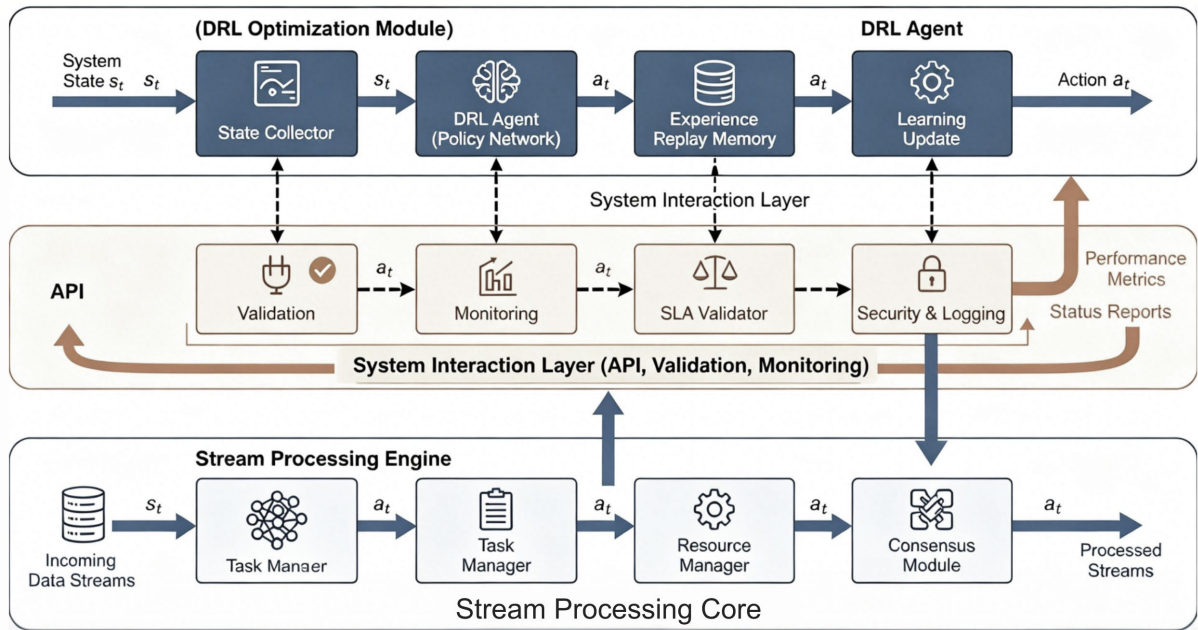 (DRL Optimization Module)
DRL Agent
System
State sₜ
sₜ
State Collector
sₜ
DRL Agent
(Policy Network)
aₜ
Experience
Replay Memory
aₜ
Learning
Update
Action aₜ
System Interaction Layer
API
Validation
aₜ
Monitoring
aₜ
SLA Validator
Security & Logging
Performance
Metrics
Status Reports
System Interaction Layer (API, Validation, Monitoring)
Stream Processing Engine
Incoming
Data Streams
sₜ
Task Manaer
aₜ
Task
Manager
aₜ
Resource
Manager
aₜ
Consensus
Module
aₜ
Processed
Streams
Stream Processing Core